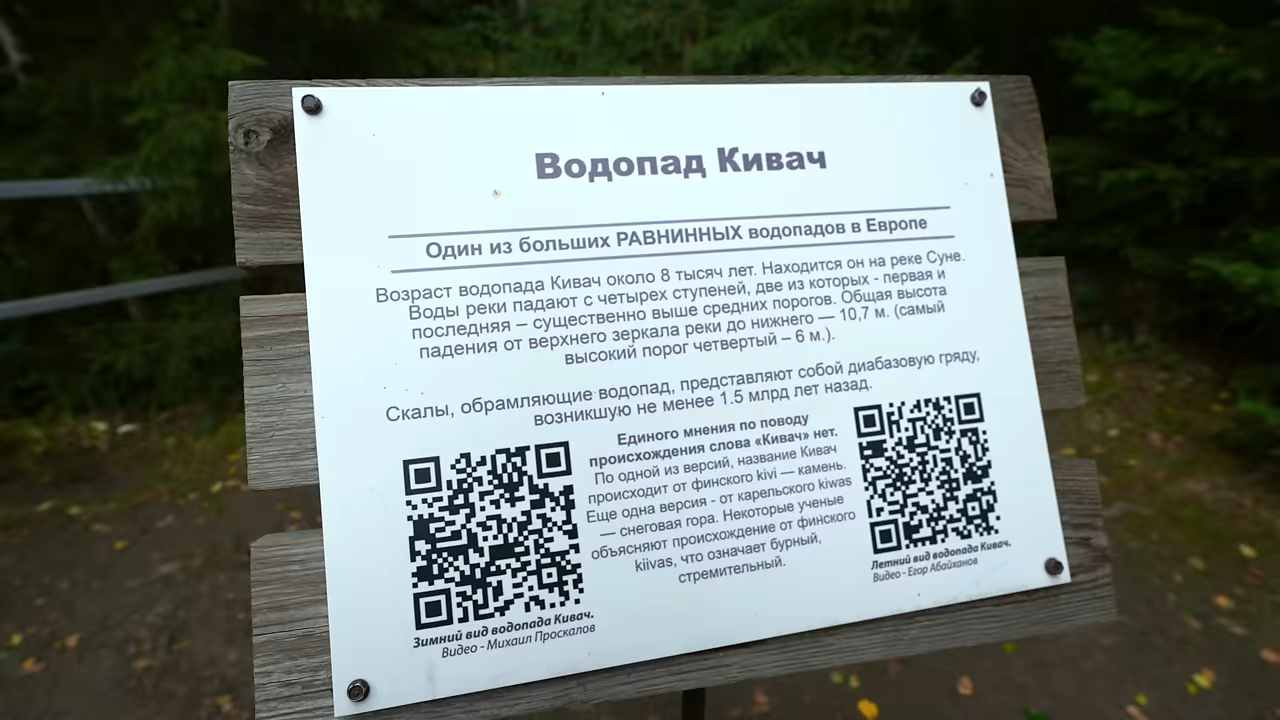 Водопад Кивач
Один из больших РАВНИННЫХ водопадов в Европе
Возраст водопада Кивач около 8 тысяч лет. Находится он на реке Суне.
Воды реки падают с четырех ступеней, две из которых - первая и
последняя – существенно выше средних порогов. Общая высота
падения от верхнего зеркала реки до нижнего — 10,7 м. (самый
высокий порог четвертый – 6 м.).
Скалы, обрамляющие водопад, представляют собой диабазовую гряду,
возникшую не менее 1.5 млрд лет назад.
Единого мнения по поводу
происхождения слова «Кивач» нет.
По одной из версий, название Кивач
происходит от финского kivi — камень.
Еще одна версия - от карельского kiwas
— снеговая гора. Некоторые ученые
объясняют происхождение от финского
kiivas, что означает бурный,
стремительный.
Зимний вид водопада Кивач.
Видео - Михаил Проскалов
Летний вид водопада Кивач.
Видео - Егор Абайханов